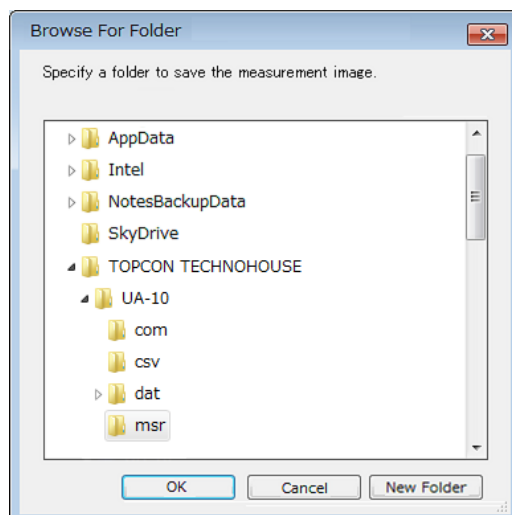 Browse For Folder
Specify a folder to save the measurement image.
AppData
Intel
NotesBackupData
SkyDrive
TOPCON TECHNOHOUSE
UA-10
com
csv
dat
msr
OK Cancel New Folder